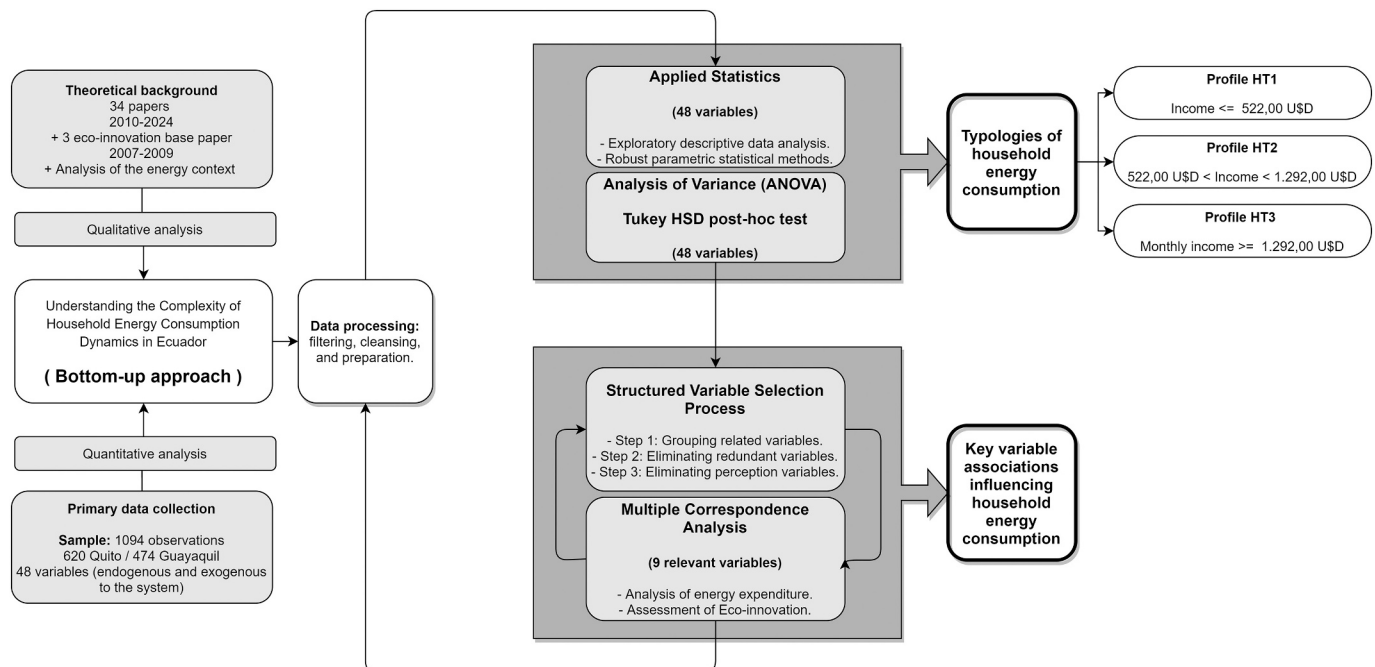 Theoretical background
34 papers
2010-2024
+ 3 eco-innovation base paper
2007-2009
+ Analysis of the energy context
Qualitative analysis
Understanding the Complexity of
Household Energy Consumption
Dynamics in Ecuador
( Bottom-up approach )
Quantitative analysis
Primary data collection
Sample: 1094 observations
620 Quito / 474 Guayaquil
48 variables (endogenous and exogenous
to the system)
Data processing:
filtering, cleansing,
and preparation.
Applied Statistics
(48 variables)
- Exploratory descriptive data analysis.
- Robust parametric statistical methods.
Analysis of Variance (ANOVA)
Tukey HSD post-hoc test
(48 variables)
Typologies of
household
energy
consumption
Profile HT1
Income <= 522,00 U$D
Profile HT2
522,00 U$D < Income < 1.292,00 U$D
Profile HT3
Monthly income >= 1.292,00 U$D
Structured Variable Selection
Process
- Step 1: Grouping related variables.
- Step 2: Eliminating redundant variables.
- Step 3: Eliminating perception variables.
Multiple Correspondence
Analysis
(9 relevant variables)
- Analysis of energy expenditure.
- Assessment of Eco-innovation.
Key variable
associations
influencing
household
energy
consumption